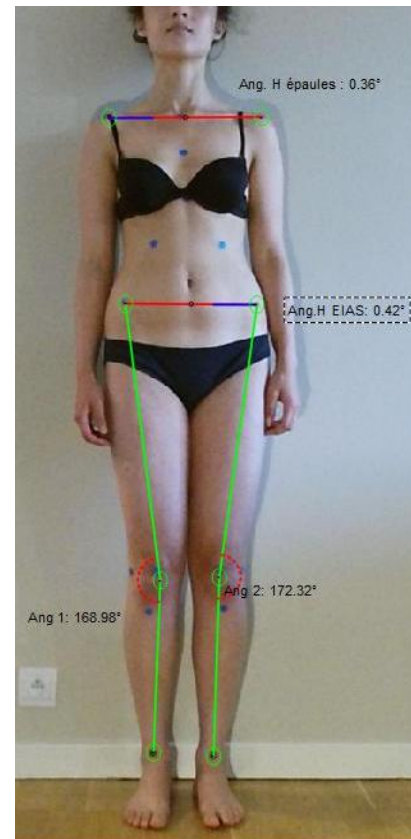 Ang. H épaules : 0.36°
Ang.H EIAS: 0.42°
Ang 2: 172.32°
Ang 1: 168.98°